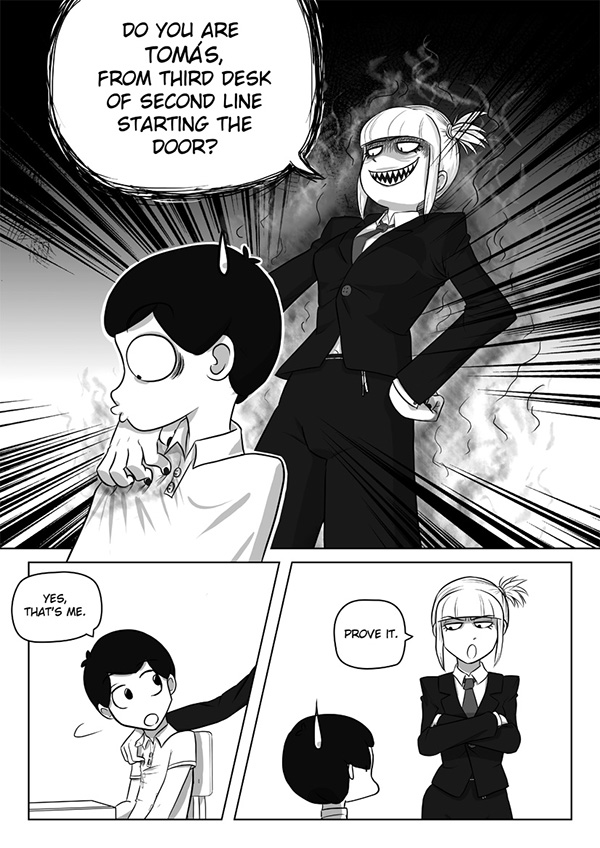 DO YOU ARE
TOMÁS,
FROM THIRD DESK
OF SECOND LINE
STARTING THE
DOOR?
YES,
THAT'S ME.
PROVE IT.